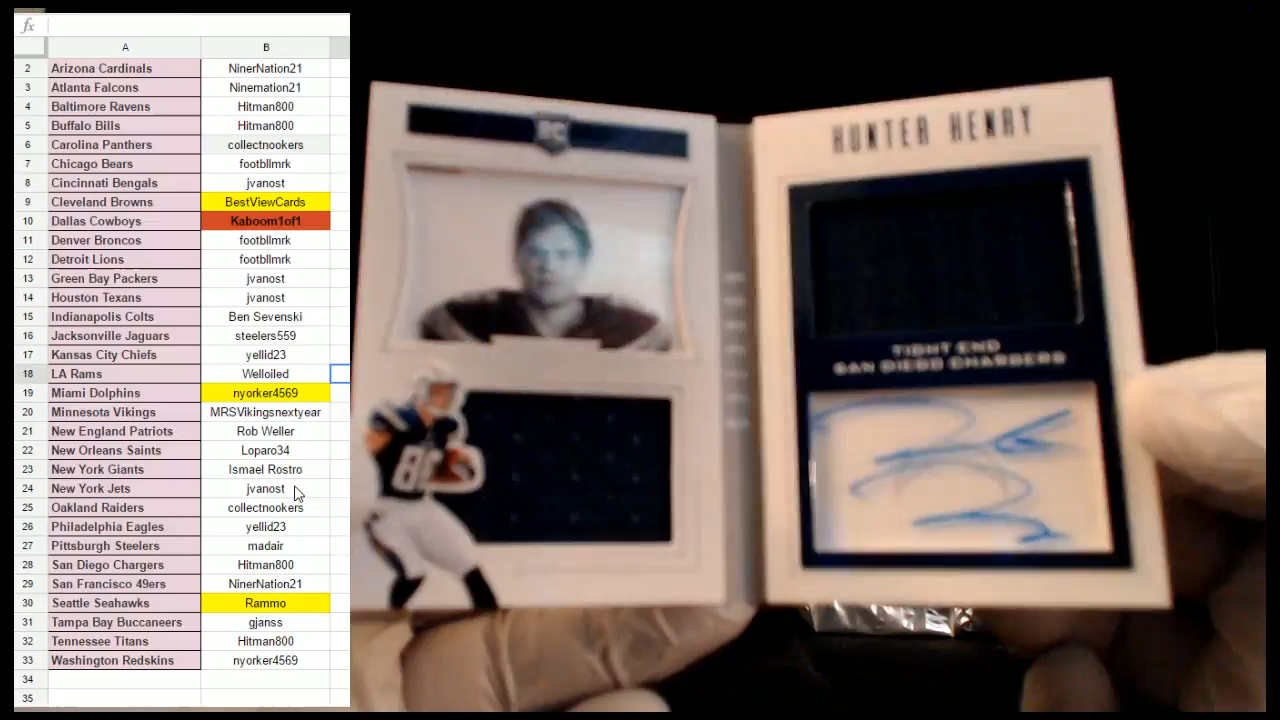 fx
A B
2 Arizona Cardinals NinerNation21
3 Atlanta Falcons Ninernation21
4 Baltimore Ravens Hitman800
5 Buffalo Bills Hitman800
6 Carolina Panthers collectnookers
7 Chicago Bears footbllmrk
8 Cincinnati Bengals jvanost
9 Cleveland Browns BestViewCards
10 Dallas Cowboys Kaboom1of1
11 Denver Broncos footbllmrk
12 Detroit Lions footbllmrk
13 Green Bay Packers jvanost
14 Houston Texans jvanost
15 Indianapolis Colts Ben Sevenski
16 Jacksonville Jaguars steelers559
17 Kansas City Chiefs yellid23
18 LA Rams Welloiled
19 Miami Dolphins nyorker4569
20 Minnesota Vikings MRSVikingsnextyear
21 New England Patriots Rob Weller
22 New Orleans Saints Loparo34
23 New York Giants Ismael Rostro
24 New York Jets jvanost
25 Oakland Raiders collectnookers
26 Philadelphia Eagles yellid23
27 Pittsburgh Steelers madair
28 San Diego Chargers Hitman800
29 San Francisco 49ers NinerNation21
30 Seattle Seahawks Rammo
31 Tampa Bay Buccaneers gjanss
32 Tennessee Titans Hitman800
33 Washington Redskins nyorker4569
34
35
RC
86
HUNTER HENRY
TIGHT END
SAN DIEGO CHARGERS